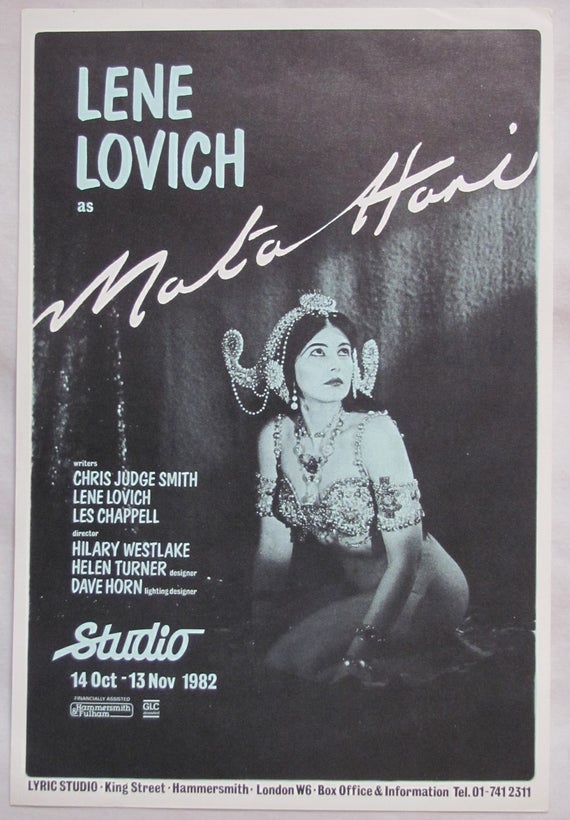 LENE
LOVICH
as
Mata Hari
writers
CHRIS JUDGE SMITH
LENE LOVICH
LES CHAPPELL
director
HILARY WESTLAKE
HELEN TURNER designer
DAVE HORN lighting designer
Studio
14 Oct - 13 Nov 1982
FINANCIALLY ASSISTED
Hammersmith
& Fulham
GLC
LYRIC STUDIO · King Street · Hammersmith · London W6 · Box Office & Information Tel. 01-741 2311